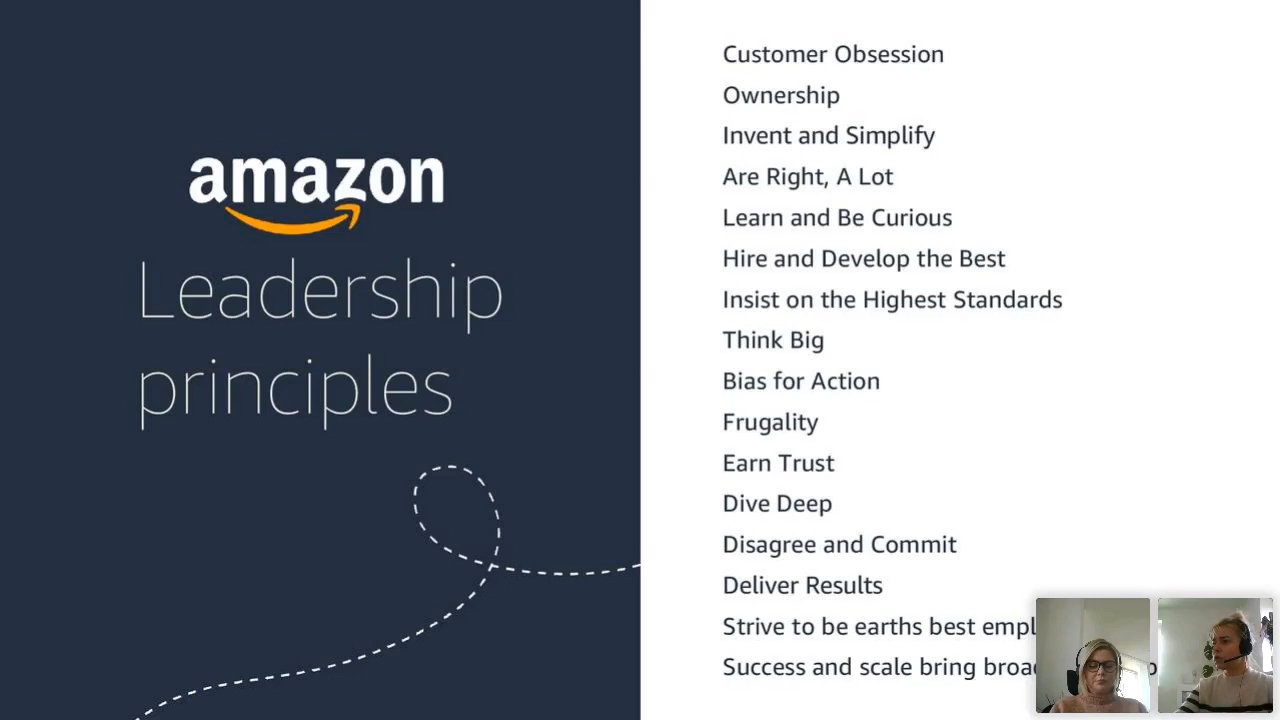 amazon
Leadership
principles
Customer Obsession
Ownership
Invent and Simplify
Are Right, A Lot
Learn and Be Curious
Hire and Develop the Best
Insist on the Highest Standards
Think Big
Bias for Action
Frugality
Earn Trust
Dive Deep
Disagree and Commit
Deliver Results
Strive to be earths best
Success and scale bring